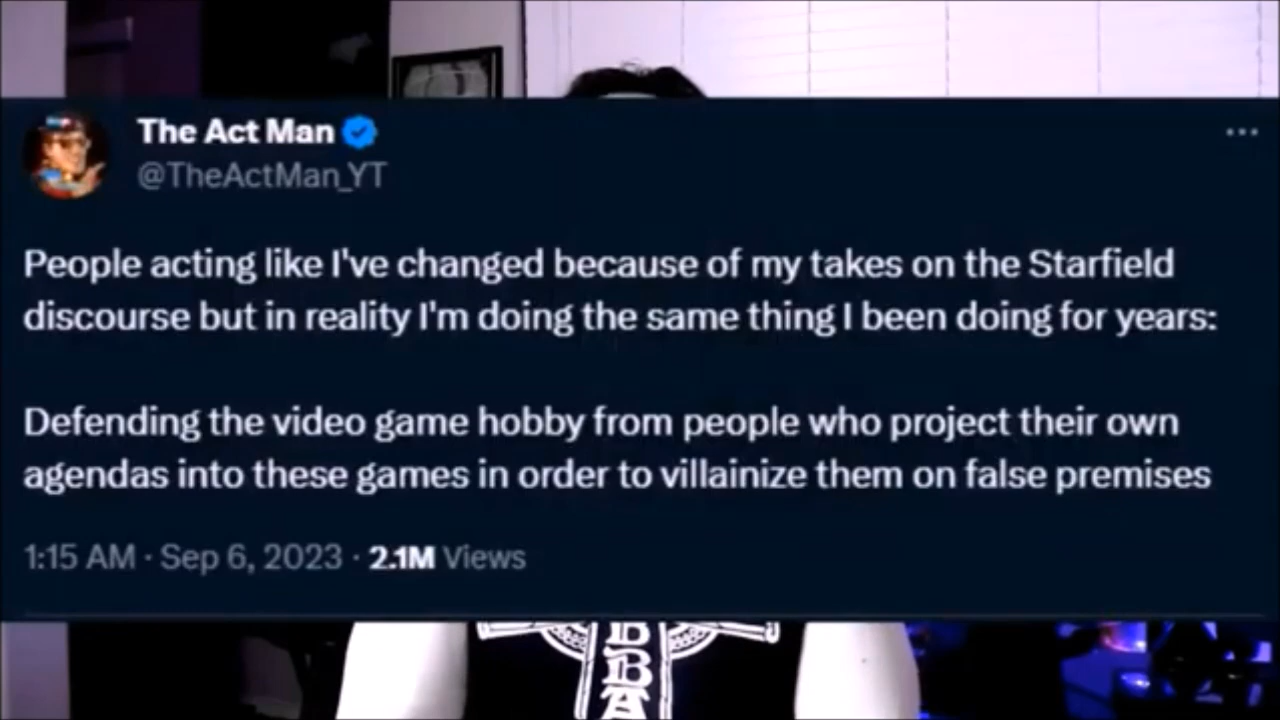 The Act Man
@TheActMan_YT
People acting like I've changed because of my takes on the Starfield
discourse but in reality I'm doing the same thing I been doing for years:
Defending the video game hobby from people who project their own
agendas into these games in order to villainize them on false premises
1:15 AM · Sep 6, 2023 · 2.1M Views